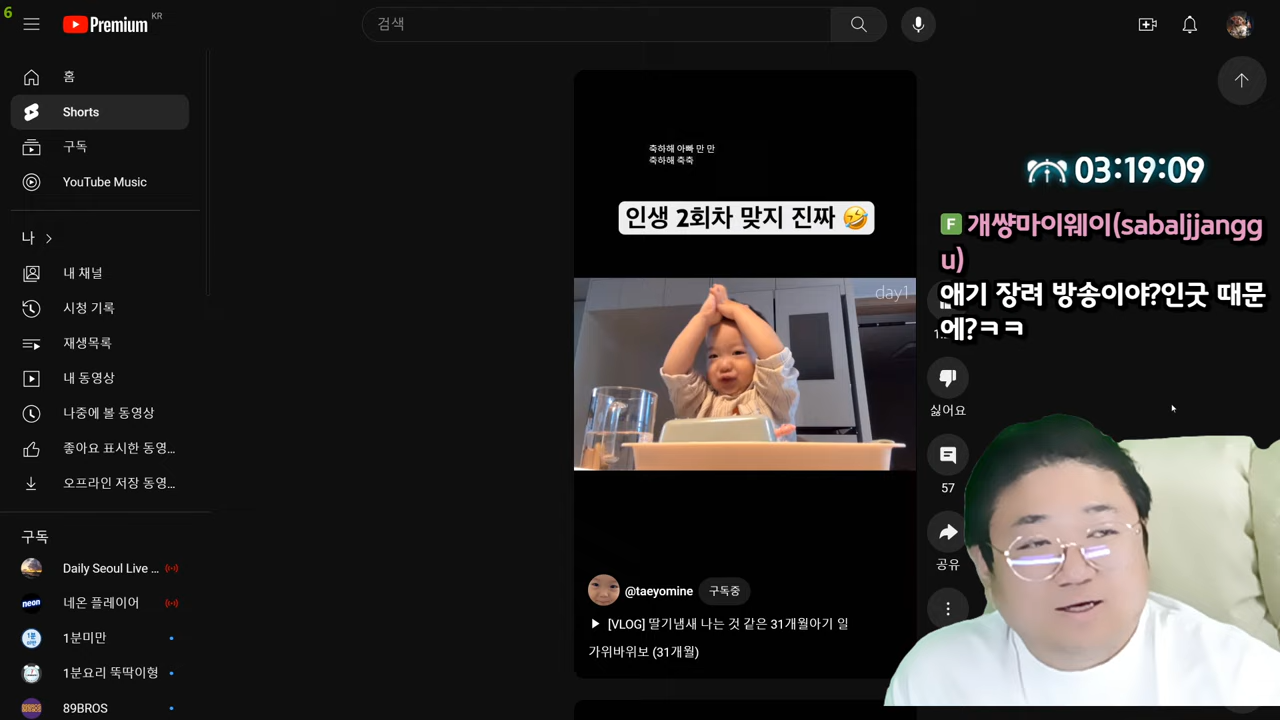 6
Premium
KR
검색
홈
Shorts
구독
YouTube Music
나
내 채널
시청 기록
재생목록
내 동영상
나중에 볼 동영상
좋아요 표시한 동영...
오프라인 저장 동영...
구독
Daily Seoul Live ...
neon
네온 플레이어
1분미만
1분요리 뚝딱이형
89BROS
축하해 아빠 만 만
축하해 축축
인생 2회차 맞지 진짜 🤣
day1
@taeyomine
구독중
▶ [VLOG] 딸기냄새 나는 것 같은 31개월아기 일
가위바위보 (31개월)
03:19:09
F 개썅마이웨이(sabaljjangg
u)
애기 장려 방송이야?인굿 때문
에?ㅋㅋ
싫어요
57
공유